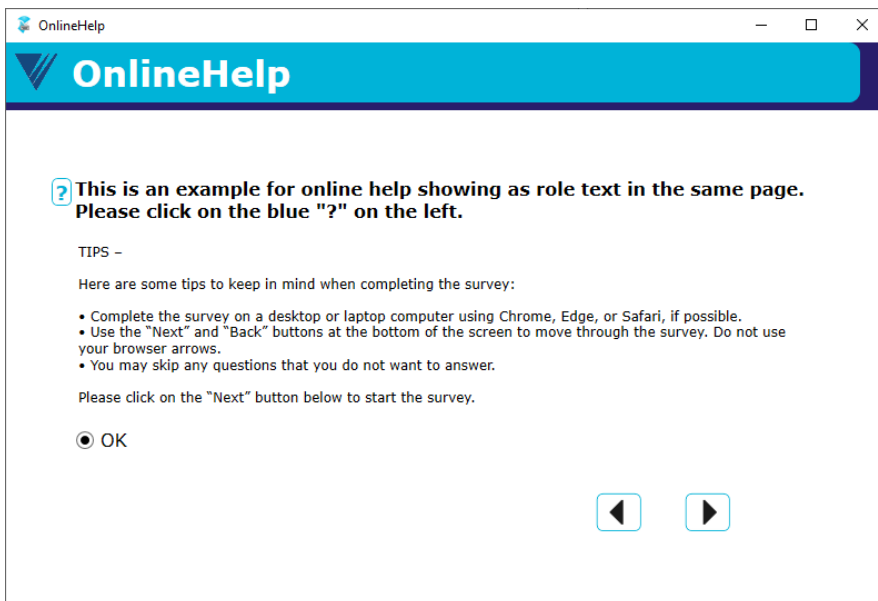 OnlineHelp
OnlineHelp
? This is an example for online help showing as role text in the same page.
Please click on the blue "?" on the left.
TIPS –
Here are some tips to keep in mind when completing the survey:
• Complete the survey on a desktop or laptop computer using Chrome, Edge, or Safari, if possible.
• Use the “Next” and “Back” buttons at the bottom of the screen to move through the survey. Do not use
your browser arrows.
• You may skip any questions that you do not want to answer.
Please click on the “Next” button below to start the survey.
OK